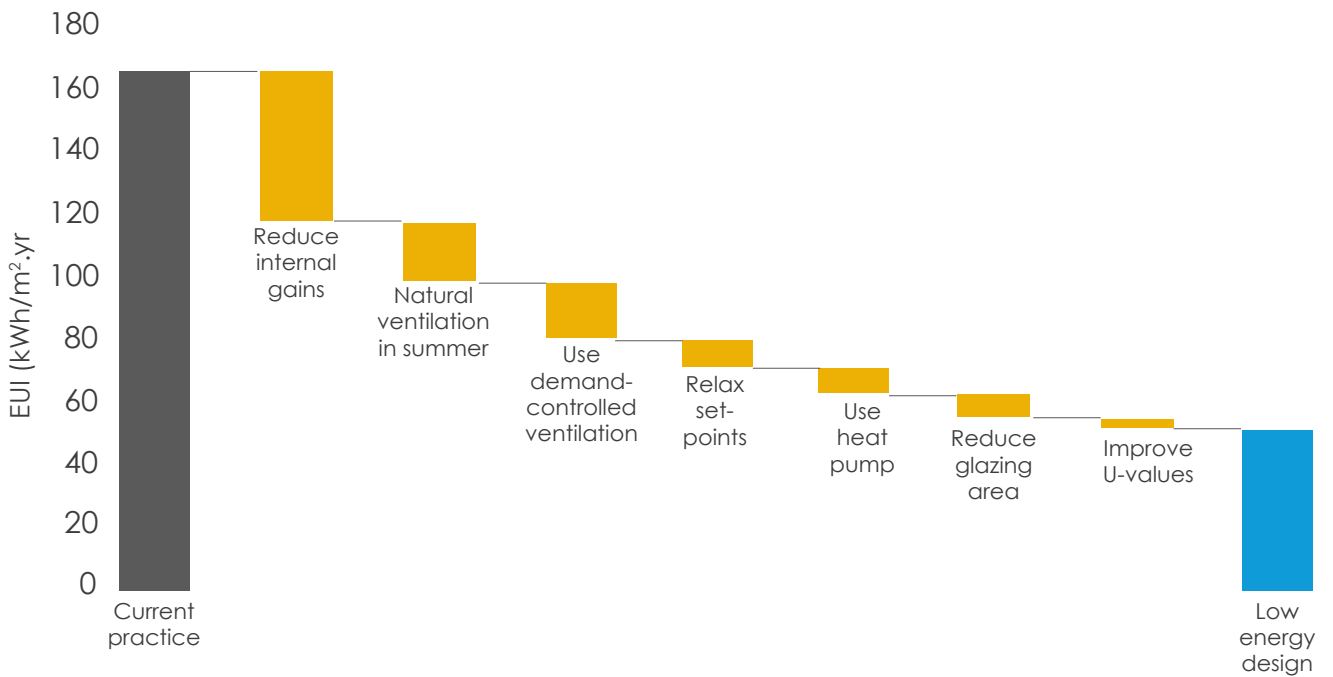 180
160
140
120
100
80
60
40
20
0
EUI (kWh/m².yr
Current
practice
Reduce
internal
gains
Natural
ventilation
in summer
Use
demand-
controlled
ventilation
Relax
set-
points
Use
heat
pump
Reduce
glazing
area
Improve
U-values
Low
energy
design